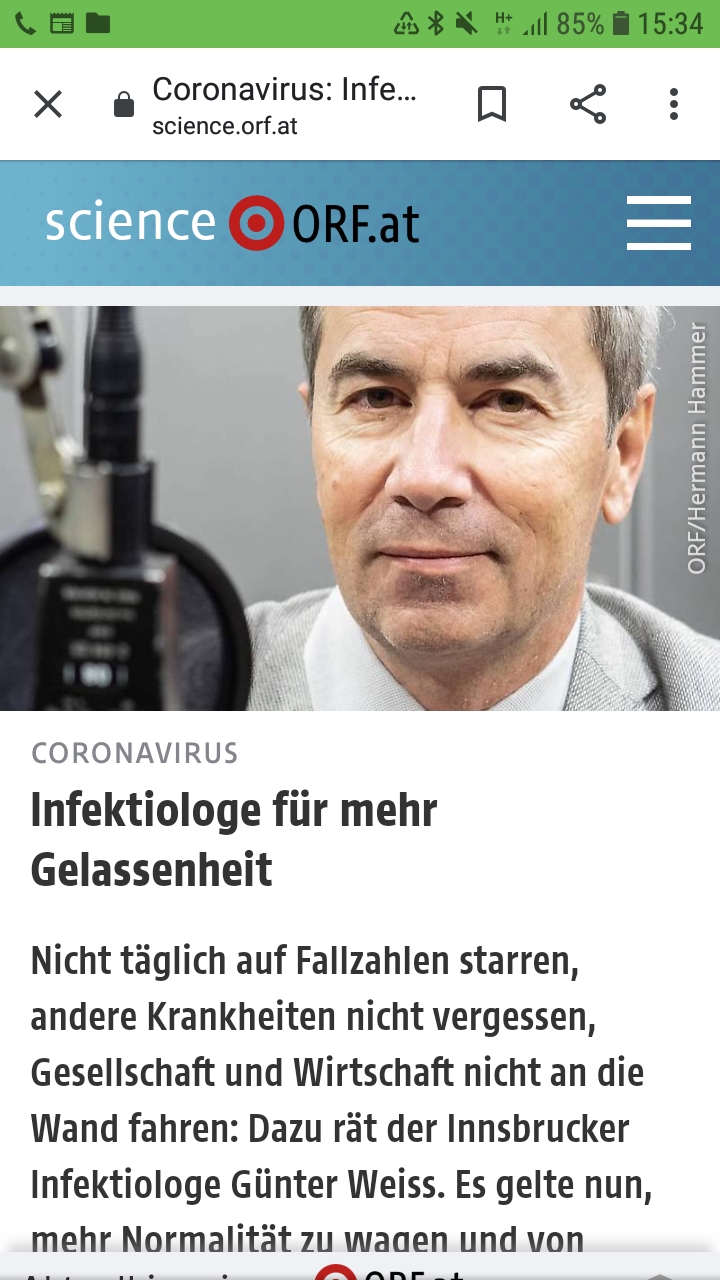 H+
85%
15:34
Coronavirus: Infe...
science.orf.at
science ORF.at
ORF/Hermann Hammer
CORONAVIRUS
Infektiologe für mehr
Gelassenheit
Nicht täglich auf Fallzahlen starren,
andere Krankheiten nicht vergessen,
Gesellschaft und Wirtschaft nicht an die
Wand fahren: Dazu rät der Innsbrucker
Infektiologe Günter Weiss. Es gelte nun,
mehr Normalität zu wagen und von
ORF.at